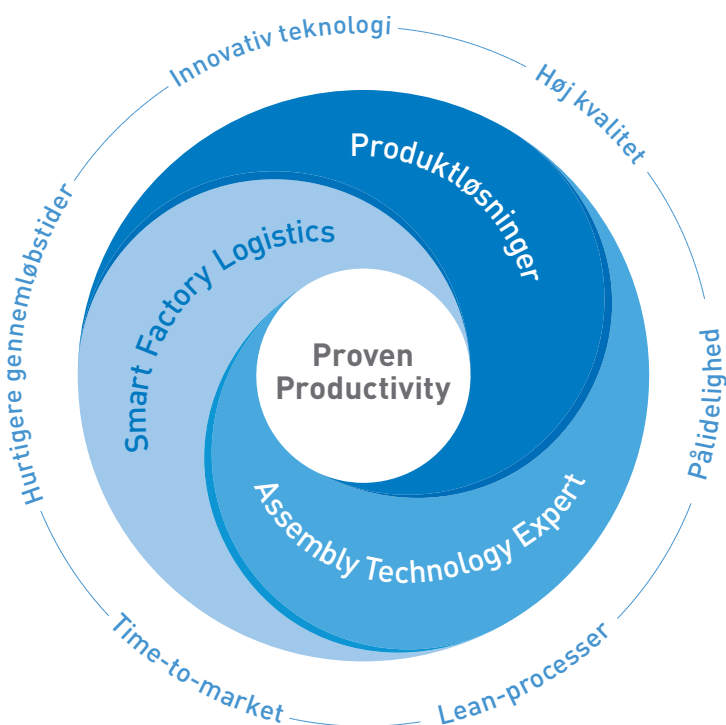 Innovativ teknologi
Høj kvalitet
Pålidelighed
Lean-processer
Time-to-market
Hurtigere gennemløbstider
Produktløsninger
Smart Factory Logistics
Assembly Technology Expert
Proven
Productivity